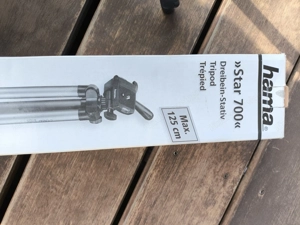 hama
»Star 700«
Dreibein-Stativ
Tripod
Trépied
Max.
125 cm